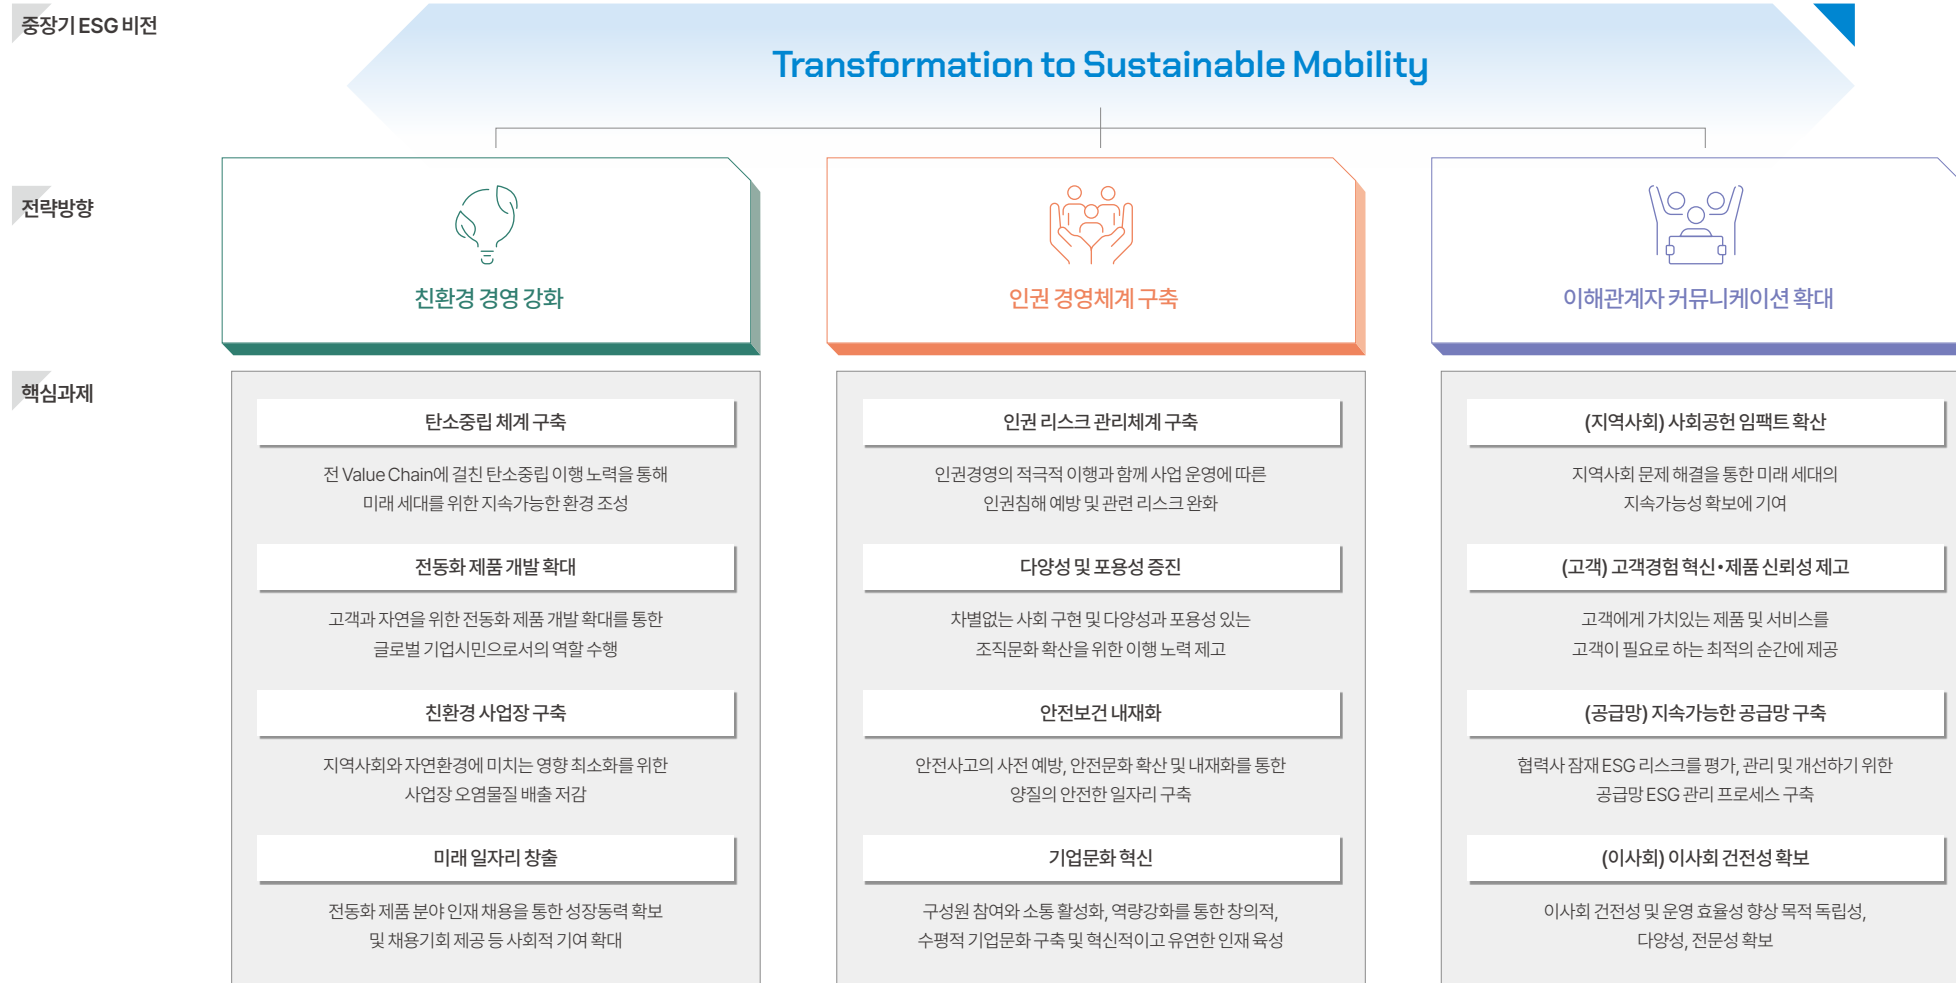 중장기 ESG 비전
Transformation to Sustainable Mobility
전략방향
친환경 경영 강화
인권 경영체계 구축
이해관계자 커뮤니케이션 확대
핵심과제
탄소중립 체계 구축
전 Value Chain에 걸친 탄소중립 이행 노력을 통해
미래 세대를 위한 지속가능한 환경 조성
전동화 제품 개발 확대
고객과 자연을 위한 전동화 제품 개발 확대를 통한
글로벌 기업시민으로서의 역할 수행
친환경 사업장 구축
지역사회와 자연환경에 미치는 영향 최소화를 위한
사업장 오염물질 배출 저감
미래 일자리 창출
전동화 제품 분야 인재 채용을 통한 성장동력 확보
및 채용기회 제공 등 사회적 기여 확대
인권 리스크 관리체계 구축
인권경영의 적극적 이행과 함께 사업 운영에 따른
인권침해 예방 및 관련 리스크 완화
다양성 및 포용성 증진
차별없는 사회 구현 및 다양성과 포용성 있는
조직문화 확산을 위한 이행 노력 제고
안전보건 내재화
안전사고의 사전 예방, 안전문화 확산 및 내재화를 통한
양질의 안전한 일자리 구축
기업문화 혁신
구성원 참여와 소통 활성화, 역량강화를 통한 창의적,
수평적 기업문화 구축 및 혁신적이고 유연한 인재 육성
(지역사회) 사회공헌 임팩트 확산
지역사회 문제 해결을 통한 미래 세대의
지속가능성 확보에 기여
(고객) 고객경험 혁신•제품 신뢰성 제고
고객에게 가치있는 제품 및 서비스를
고객이 필요로 하는 최적의 순간에 제공
(공급망) 지속가능한 공급망 구축
협력사 잠재 ESG 리스크를 평가, 관리 및 개선하기 위한
공급망 ESG 관리 프로세스 구축
(이사회) 이사회 건전성 확보
이사회 건전성 및 운영 효율성 향상 목적 독립성,
다양성, 전문성 확보